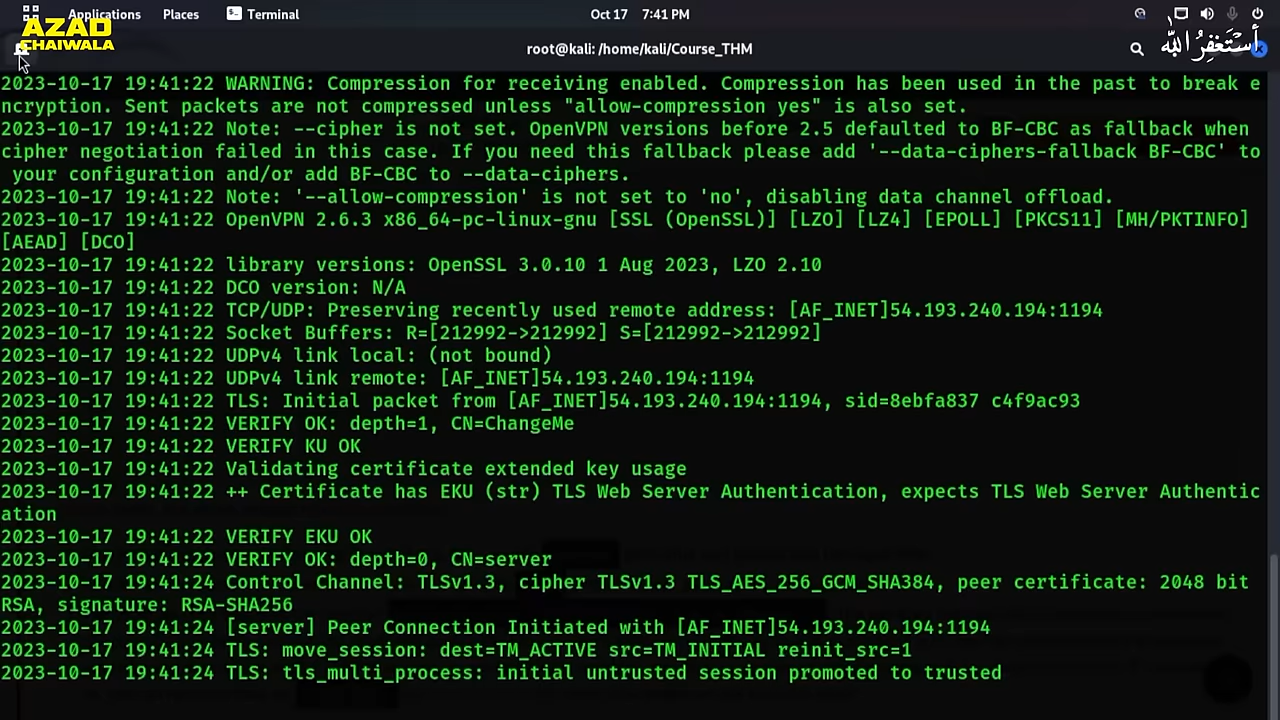 Applications Places Terminal Oct 17 7:41 PM
AZAD
CHAIWALA
root@kali: /home/kali/Course_THM
أستغفر الله
2023-10-17 19:41:22 WARNING: Compression for receiving enabled. Compression has been used in the past to break e
ncryption. Sent packets are not compressed unless "allow-compression yes" is also set.
2023-10-17 19:41:22 Note: --cipher is not set. OpenVPN versions before 2.5 defaulted to BF-CBC as fallback when
cipher negotiation failed in this case. If you need this fallback please add '--data-ciphers-fallback BF-CBC' to
your configuration and/or add BF-CBC to --data-ciphers.
2023-10-17 19:41:22 Note: '--allow-compression' is not set to 'no', disabling data channel offload.
2023-10-17 19:41:22 OpenVPN 2.6.3 x86_64-pc-linux-gnu [SSL (OpenSSL)] [LZO] [LZ4] [EPOLL] [PKCS11] [MH/PKTINFO]
[AEAD] [DCO]
2023-10-17 19:41:22 library versions: OpenSSL 3.0.10 1 Aug 2023, LZO 2.10
2023-10-17 19:41:22 DCO version: N/A
2023-10-17 19:41:22 TCP/UDP: Preserving recently used remote address: [AF_INET]54.193.240.194:1194
2023-10-17 19:41:22 Socket Buffers: R=[212992->212992] S=[212992->212992]
2023-10-17 19:41:22 UDPv4 link local: (not bound)
2023-10-17 19:41:22 UDPv4 link remote: [AF_INET]54.193.240.194:1194
2023-10-17 19:41:22 TLS: Initial packet from [AF_INET]54.193.240.194:1194, sid=8ebfa837 c4f9ac93
2023-10-17 19:41:22 VERIFY OK: depth=1, CN=ChangeMe
2023-10-17 19:41:22 VERIFY KU OK
2023-10-17 19:41:22 Validating certificate extended key usage
2023-10-17 19:41:22 ++ Certificate has EKU (str) TLS Web Server Authentication, expects TLS Web Server Authentic
ation
2023-10-17 19:41:22 VERIFY EKU OK
2023-10-17 19:41:22 VERIFY OK: depth=0, CN=server
2023-10-17 19:41:24 Control Channel: TLSv1.3, cipher TLSv1.3 TLS_AES_256_GCM_SHA384, peer certificate: 2048 bit
RSA, signature: RSA-SHA256
2023-10-17 19:41:24 [server] Peer Connection Initiated with [AF_INET]54.193.240.194:1194
2023-10-17 19:41:24 TLS: move_session: dest=TM_ACTIVE src=TM_INITIAL reinit_src=1
2023-10-17 19:41:24 TLS: tls_multi_process: initial untrusted session promoted to trusted